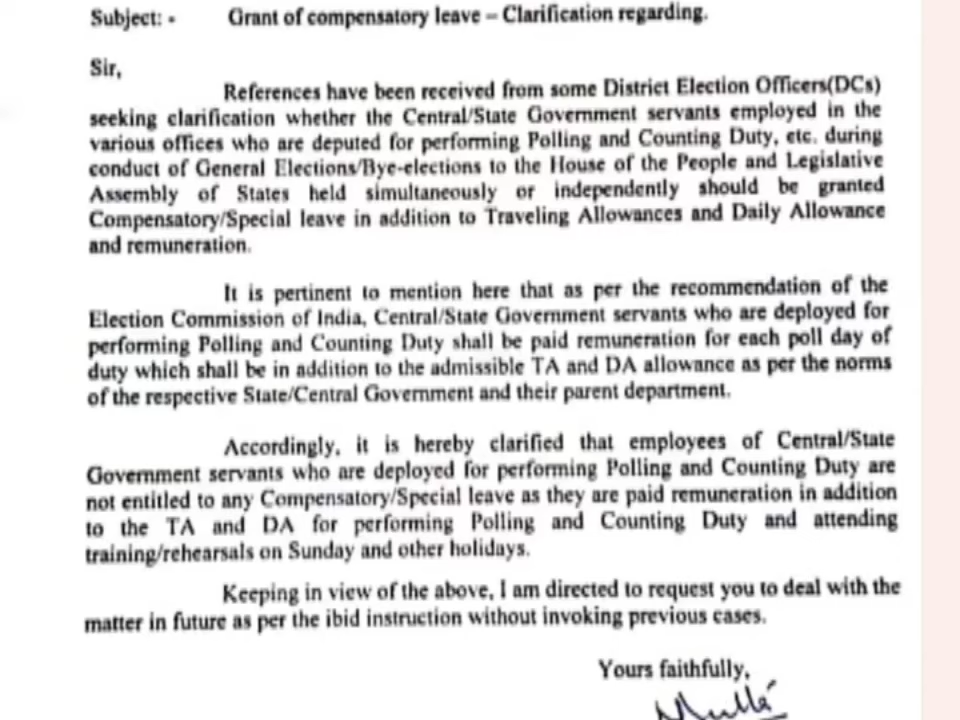 Subject: - Grant of compensatory leave – Clarification regarding.
Sir,
References have been received from some District Election Officers(DCs)
seeking clarification whether the Central/State Government servants employed in the
various offices who are deputed for performing Polling and Counting Duty, etc. during
conduct of General Elections/Bye-elections to the House of the People and Legislative
Assembly of States held simultaneously or independently should be granted
Compensatory/Special leave in addition to Traveling Allowances and Daily Allowance
and remuneration.
It is pertinent to mention here that as per the recommendation of the
Election Commission of India, Central/State Government servants who are deployed for
performing Polling and Counting Duty shall be paid remuneration for each poll day of
duty which shall be in addition to the admissible TA and DA allowance as per the norms
of the respective State/Central Government and their parent department.
Accordingly, it is hereby clarified that employees of Central/State
Government servants who are deployed for performing Polling and Counting Duty are
not entitled to any Compensatory/Special leave as they are paid remuneration in addition
to the TA and DA for performing Polling and Counting Duty and attending
training/rehearsals on Sunday and other holidays.
Keeping in view of the above, I am directed to request you to deal with the
matter in future as per the ibid instruction without invoking previous cases.
Yours faithfully,